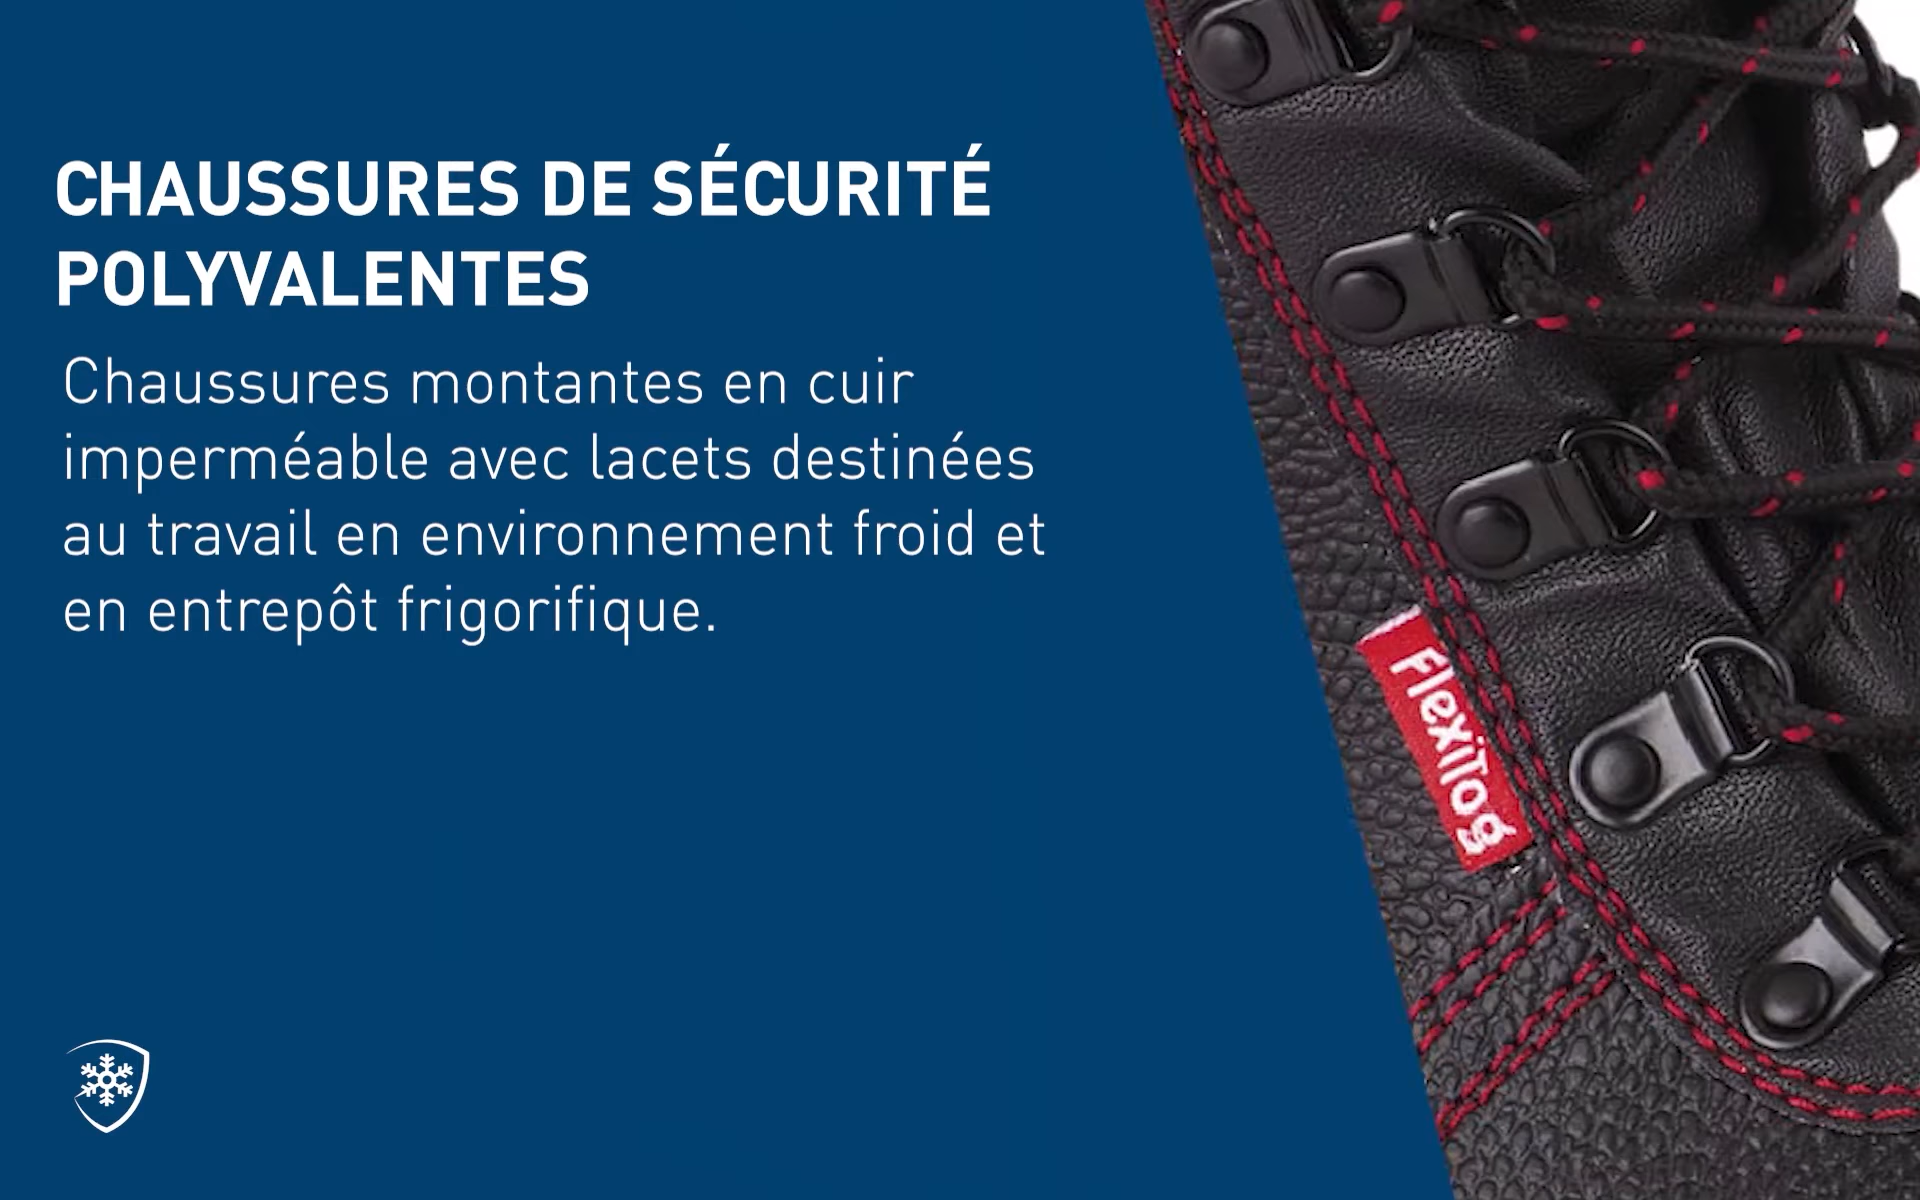 CHAUSSURES DE SÉCURITÉ
POLYVALENTES
Chaussures montantes en cuir
imperméable avec lacets destinées
au travail en environnement froid et
en entrepôt frigorifique.
FlexiTog